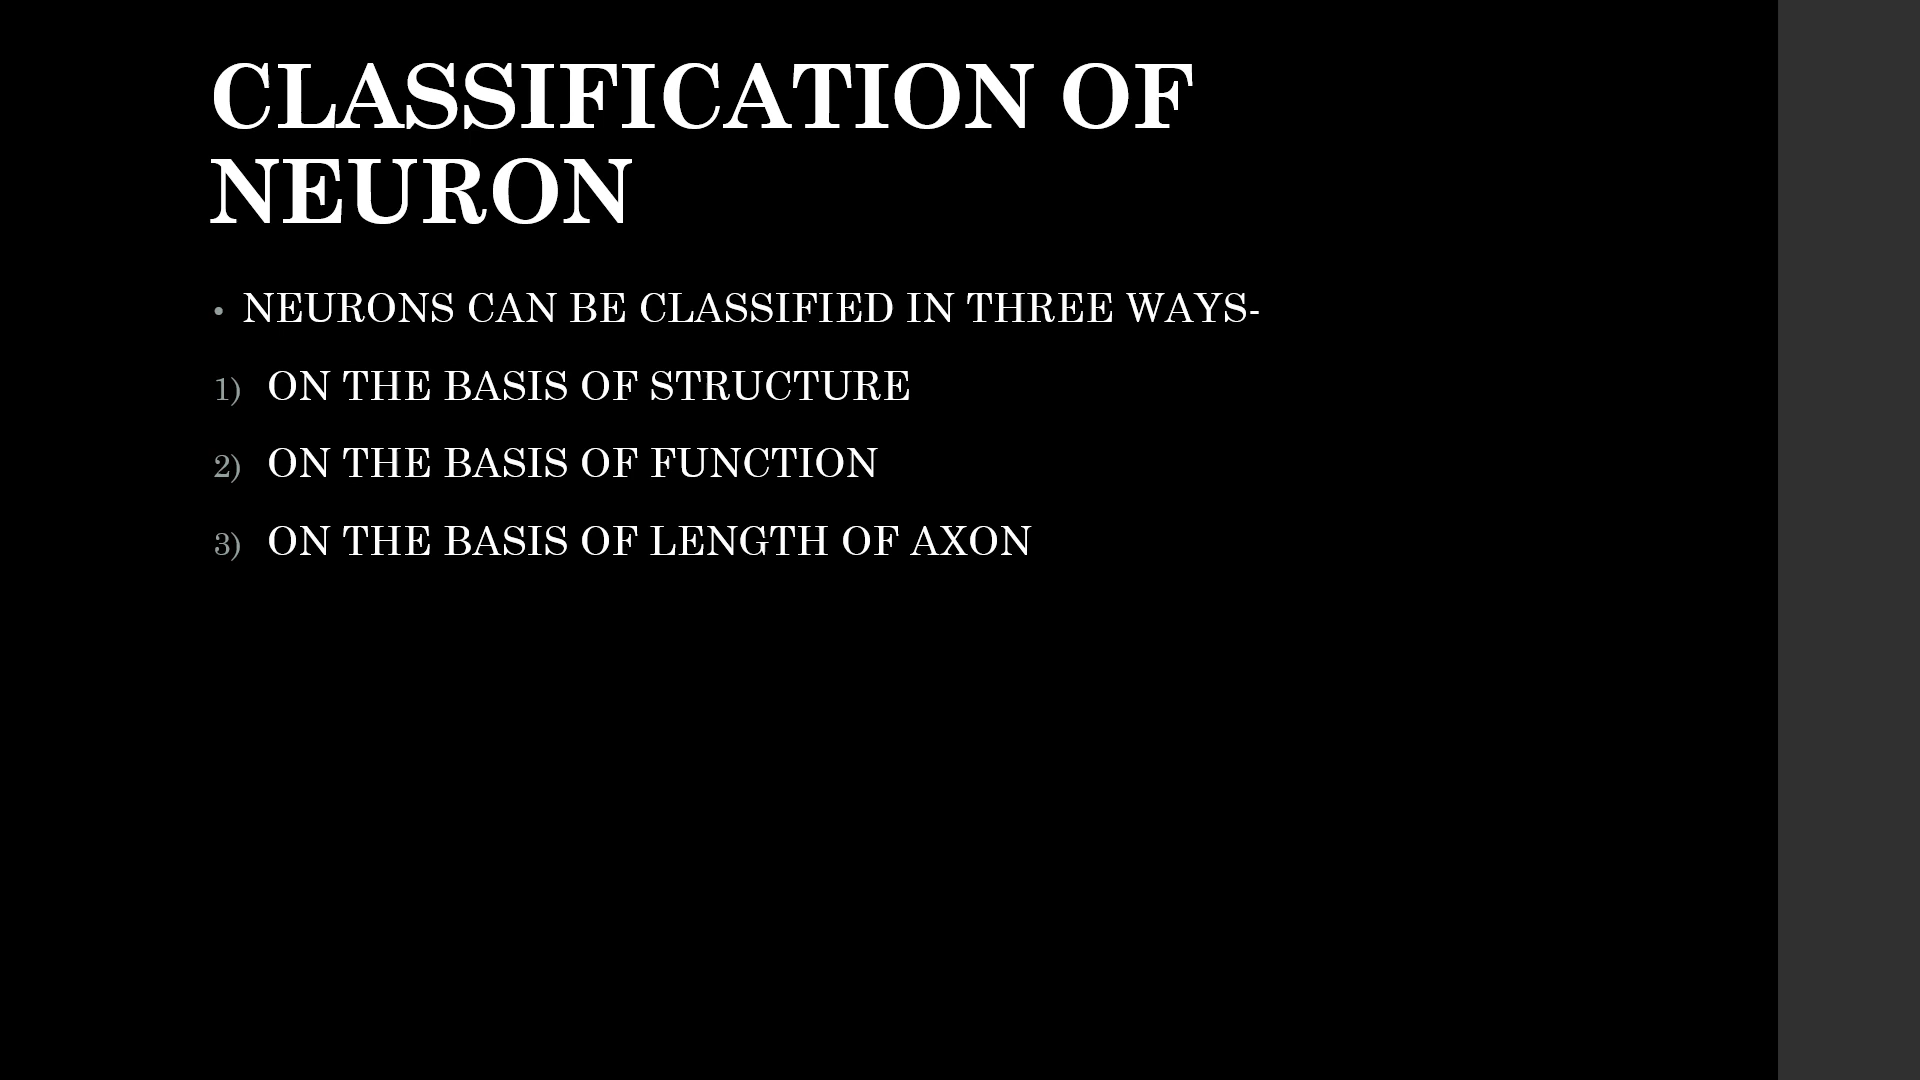 CLASSIFICATION OF
NEURON
• NEURONS CAN BE CLASSIFIED IN THREE WAYS-
1) ON THE BASIS OF STRUCTURE
2) ON THE BASIS OF FUNCTION
3) ON THE BASIS OF LENGTH OF AXON